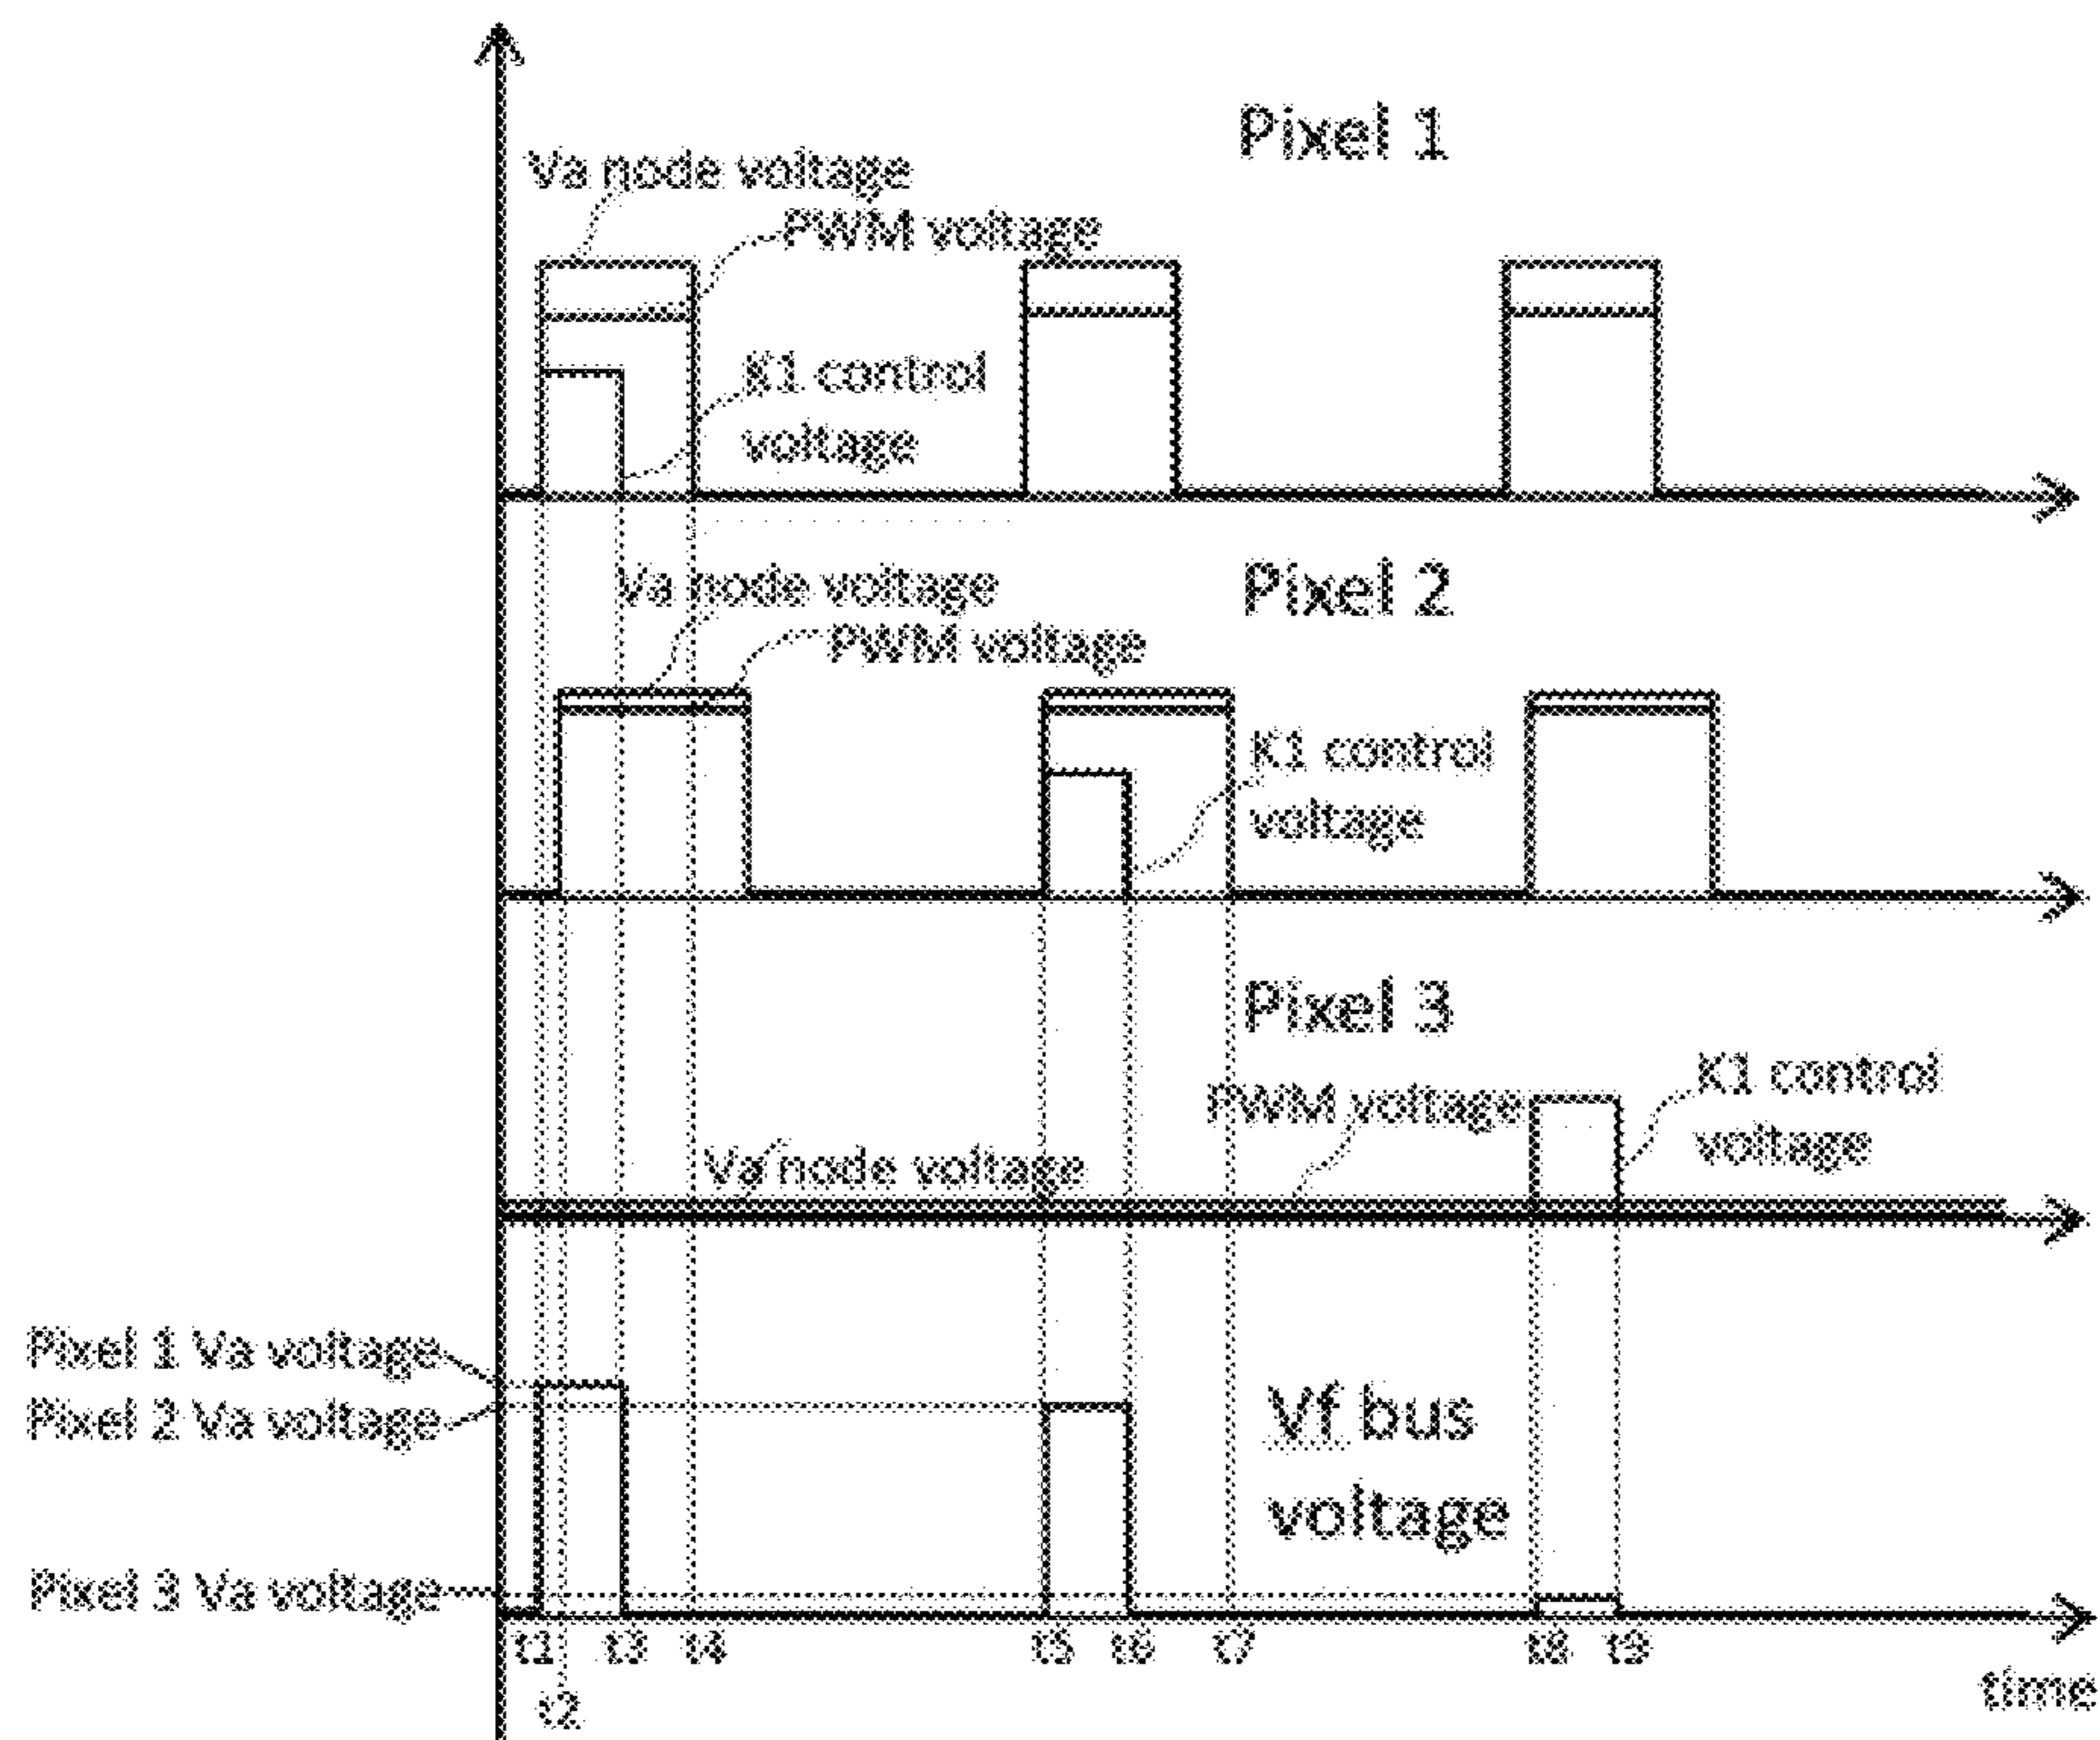 Pixel 1
Va node voltage
PWM voltage
K1 control
voltage
Pixel 2
Va node voltage
PWM voltage
K1 control
voltage
Pixel 3
K1 control
voltage
PWM voltage
Va node voltage
Pixel 1 Va voltage
Pixel 2 Va voltage
Vf bus
voltage
Pixel 3 Va voltage
t1 t3 t4 t5 t6 t7 t8 t9
t2
time